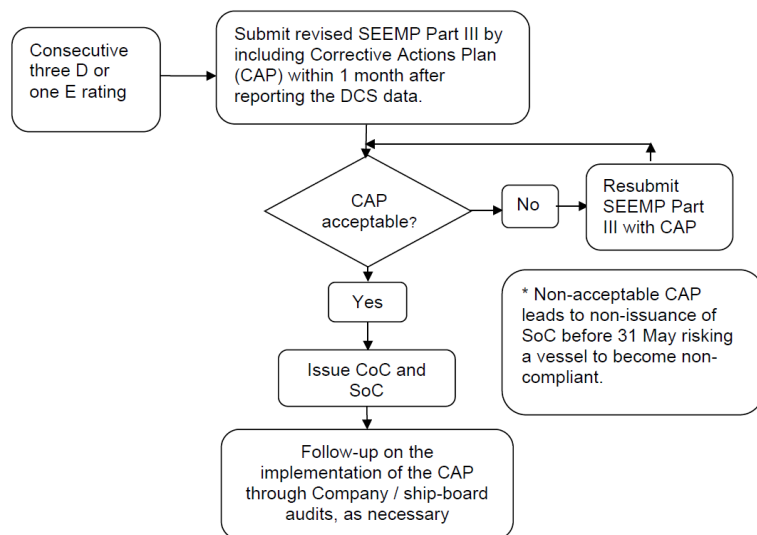 Consecutive
three D or
one E rating
Submit revised SEEMP Part III by
including Corrective Actions Plan
(CAP) within 1 month after
reporting the DCS data.
CAP
acceptable?
No
Resubmit
SEEMP Part
III with CAP
Yes
* Non-acceptable CAP
leads to non-issuance of
SoC before 31 May risking
a vessel to become non-
compliant.
Issue CoC and
SoC
Follow-up on the
implementation of the CAP
through Company / ship-board
audits, as necessary